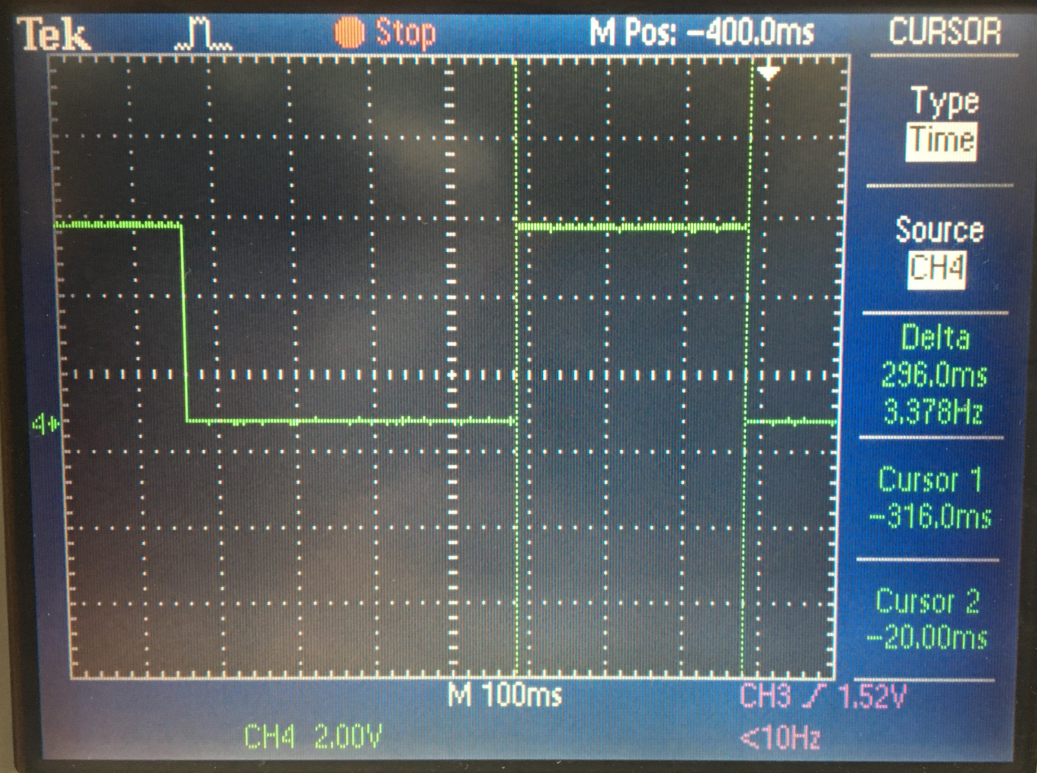 Tek Stop M Pos: -400.0ms CURSOR
Type
Time
Source
CH4
Delta
296.0ms
3.378Hz
Cursor 1
-316.0ms
Cursor 2
-20.00ms
4
M 100ms CH3 1.52V
CH4 2.00V <10Hz